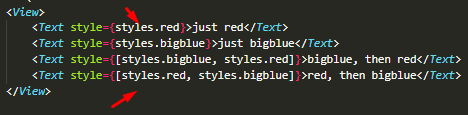 <View>
<Text style={styles.red}>just red</Text>
<Text style={styles.bigblue}>just bigblue</Text>
<Text style={[styles.bigblue, styles.red]}>bigblue, then red</Text>
<Text style={[styles.red, styles.bigblue]}>red, then bigblue</Text>
</View>